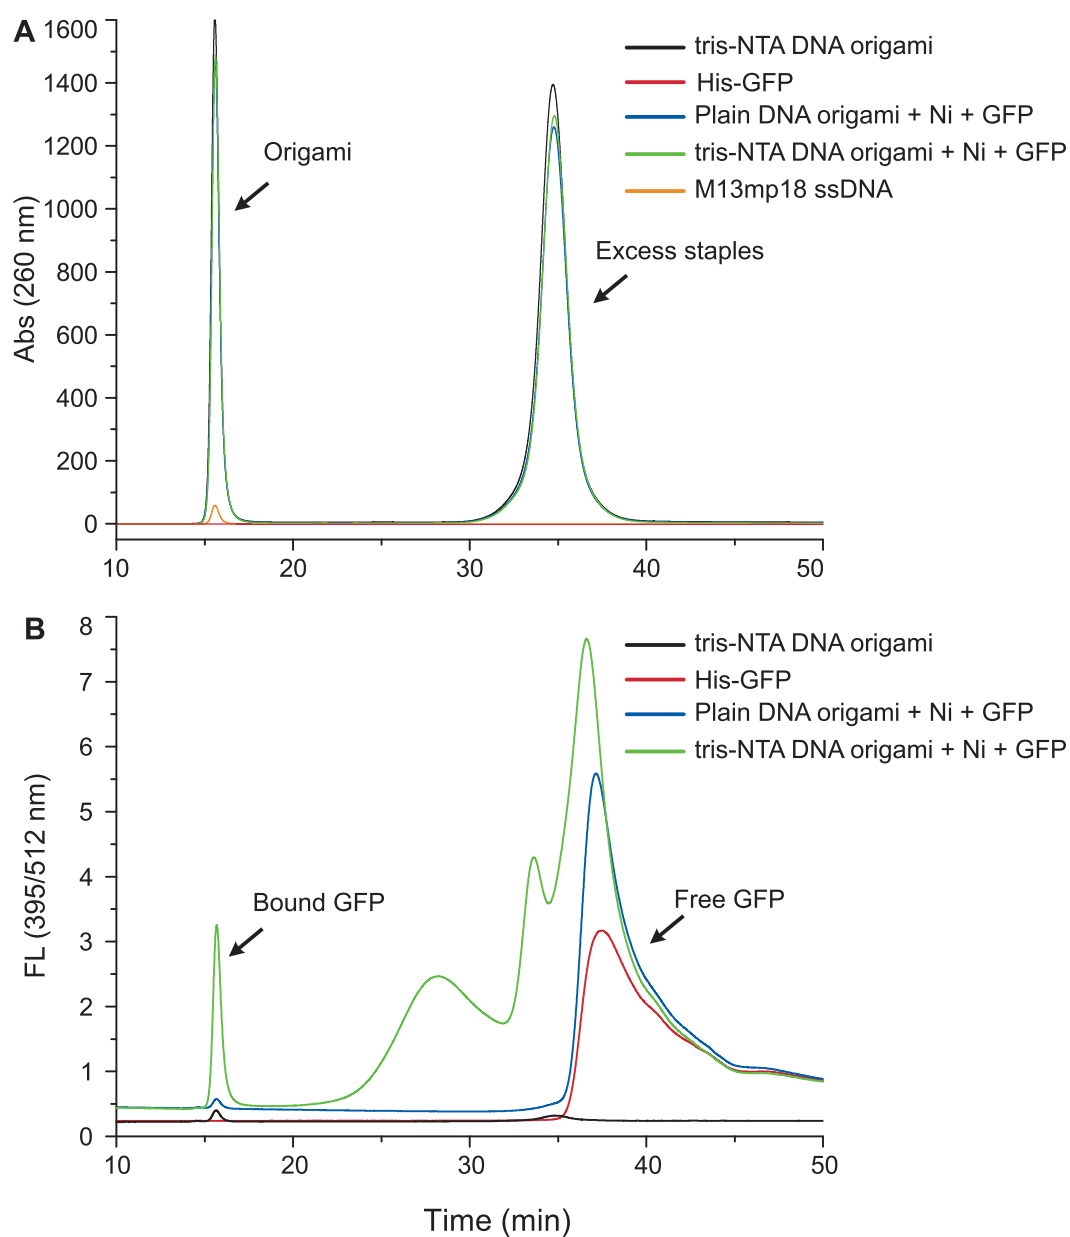 A
1600
1400
1200
1000
800
600
400
200
0
Abs (260 nm)
10
20
30
40
50
Origami
Excess staples
tris-NTA DNA origami
His-GFP
Plain DNA origami + Ni + GFP
tris-NTA DNA origami + Ni + GFP
M13mp18 ssDNA
B
8
7
6
5
4
3
2
1
0
FL (395/512 nm)
10
20
30
40
50
Bound GFP
Free GFP
tris-NTA DNA origami
His-GFP
Plain DNA origami + Ni + GFP
tris-NTA DNA origami + Ni + GFP
Time (min)